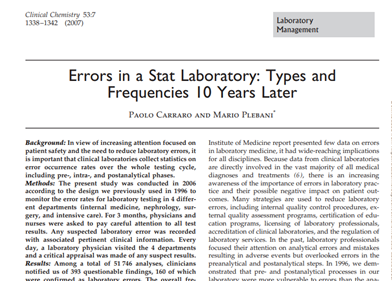 Clinical Chemistry 53:7
1338–1342 (2007)
Laboratory
Management
Errors in a Stat Laboratory: Types and
Frequencies 10 Years Later
Paolo Carraro and Mario Plebani*
Background: In view of increasing attention focused on
patient safety and the need to reduce laboratory errors, it
is important that clinical laboratories collect statistics on
error occurrence rates over the whole testing cycle,
including pre-, intra-, and postanalytical phases.
Methods: The present study was conducted in 2006
according to the design we previously used in 1996 to
monitor the error rates for laboratory testing in 4 differ-
ent departments (internal medicine, nephrology, sur-
gery, and intensive care). For 3 months, physicians and
nurses were asked to pay careful attention to all test
results. Any suspected laboratory error was recorded
with associated pertinent clinical information. Every
day, a laboratory physician visited the 4 departments
and a critical appraisal was made of any suspect results.
Results: Among a total of 51 746 analyses, clinicians
notified us of 393 questionable findings, 160 of which
were confirmed as laboratory errors. The overall fre-
Institute of Medicine report presented few data on errors
in laboratory medicine, it had wide-reaching implications
for all disciplines. Because data from clinical laboratories
are directly involved in the vast majority of all medical
diagnoses and treatments (6), there is an increasing
awareness of the importance of errors in laboratory prac-
tice and their possible negative impact on patient out-
comes. Many strategies are used to reduce laboratory
errors, including internal quality control procedures, ex-
ternal quality assessment programs, certification of edu-
cation programs, licensing of laboratory professionals,
accreditation of clinical laboratories, and the regulation of
laboratory services. In the past, laboratory professionals
focused their attention on analytical errors and mistakes
resulting in adverse events but overlooked errors in the
preanalytical and postanalytical steps. In 1996, we dem-
onstrated that pre- and postanalytical processes in our
laboratory were more vulnerable to errors than the ana-